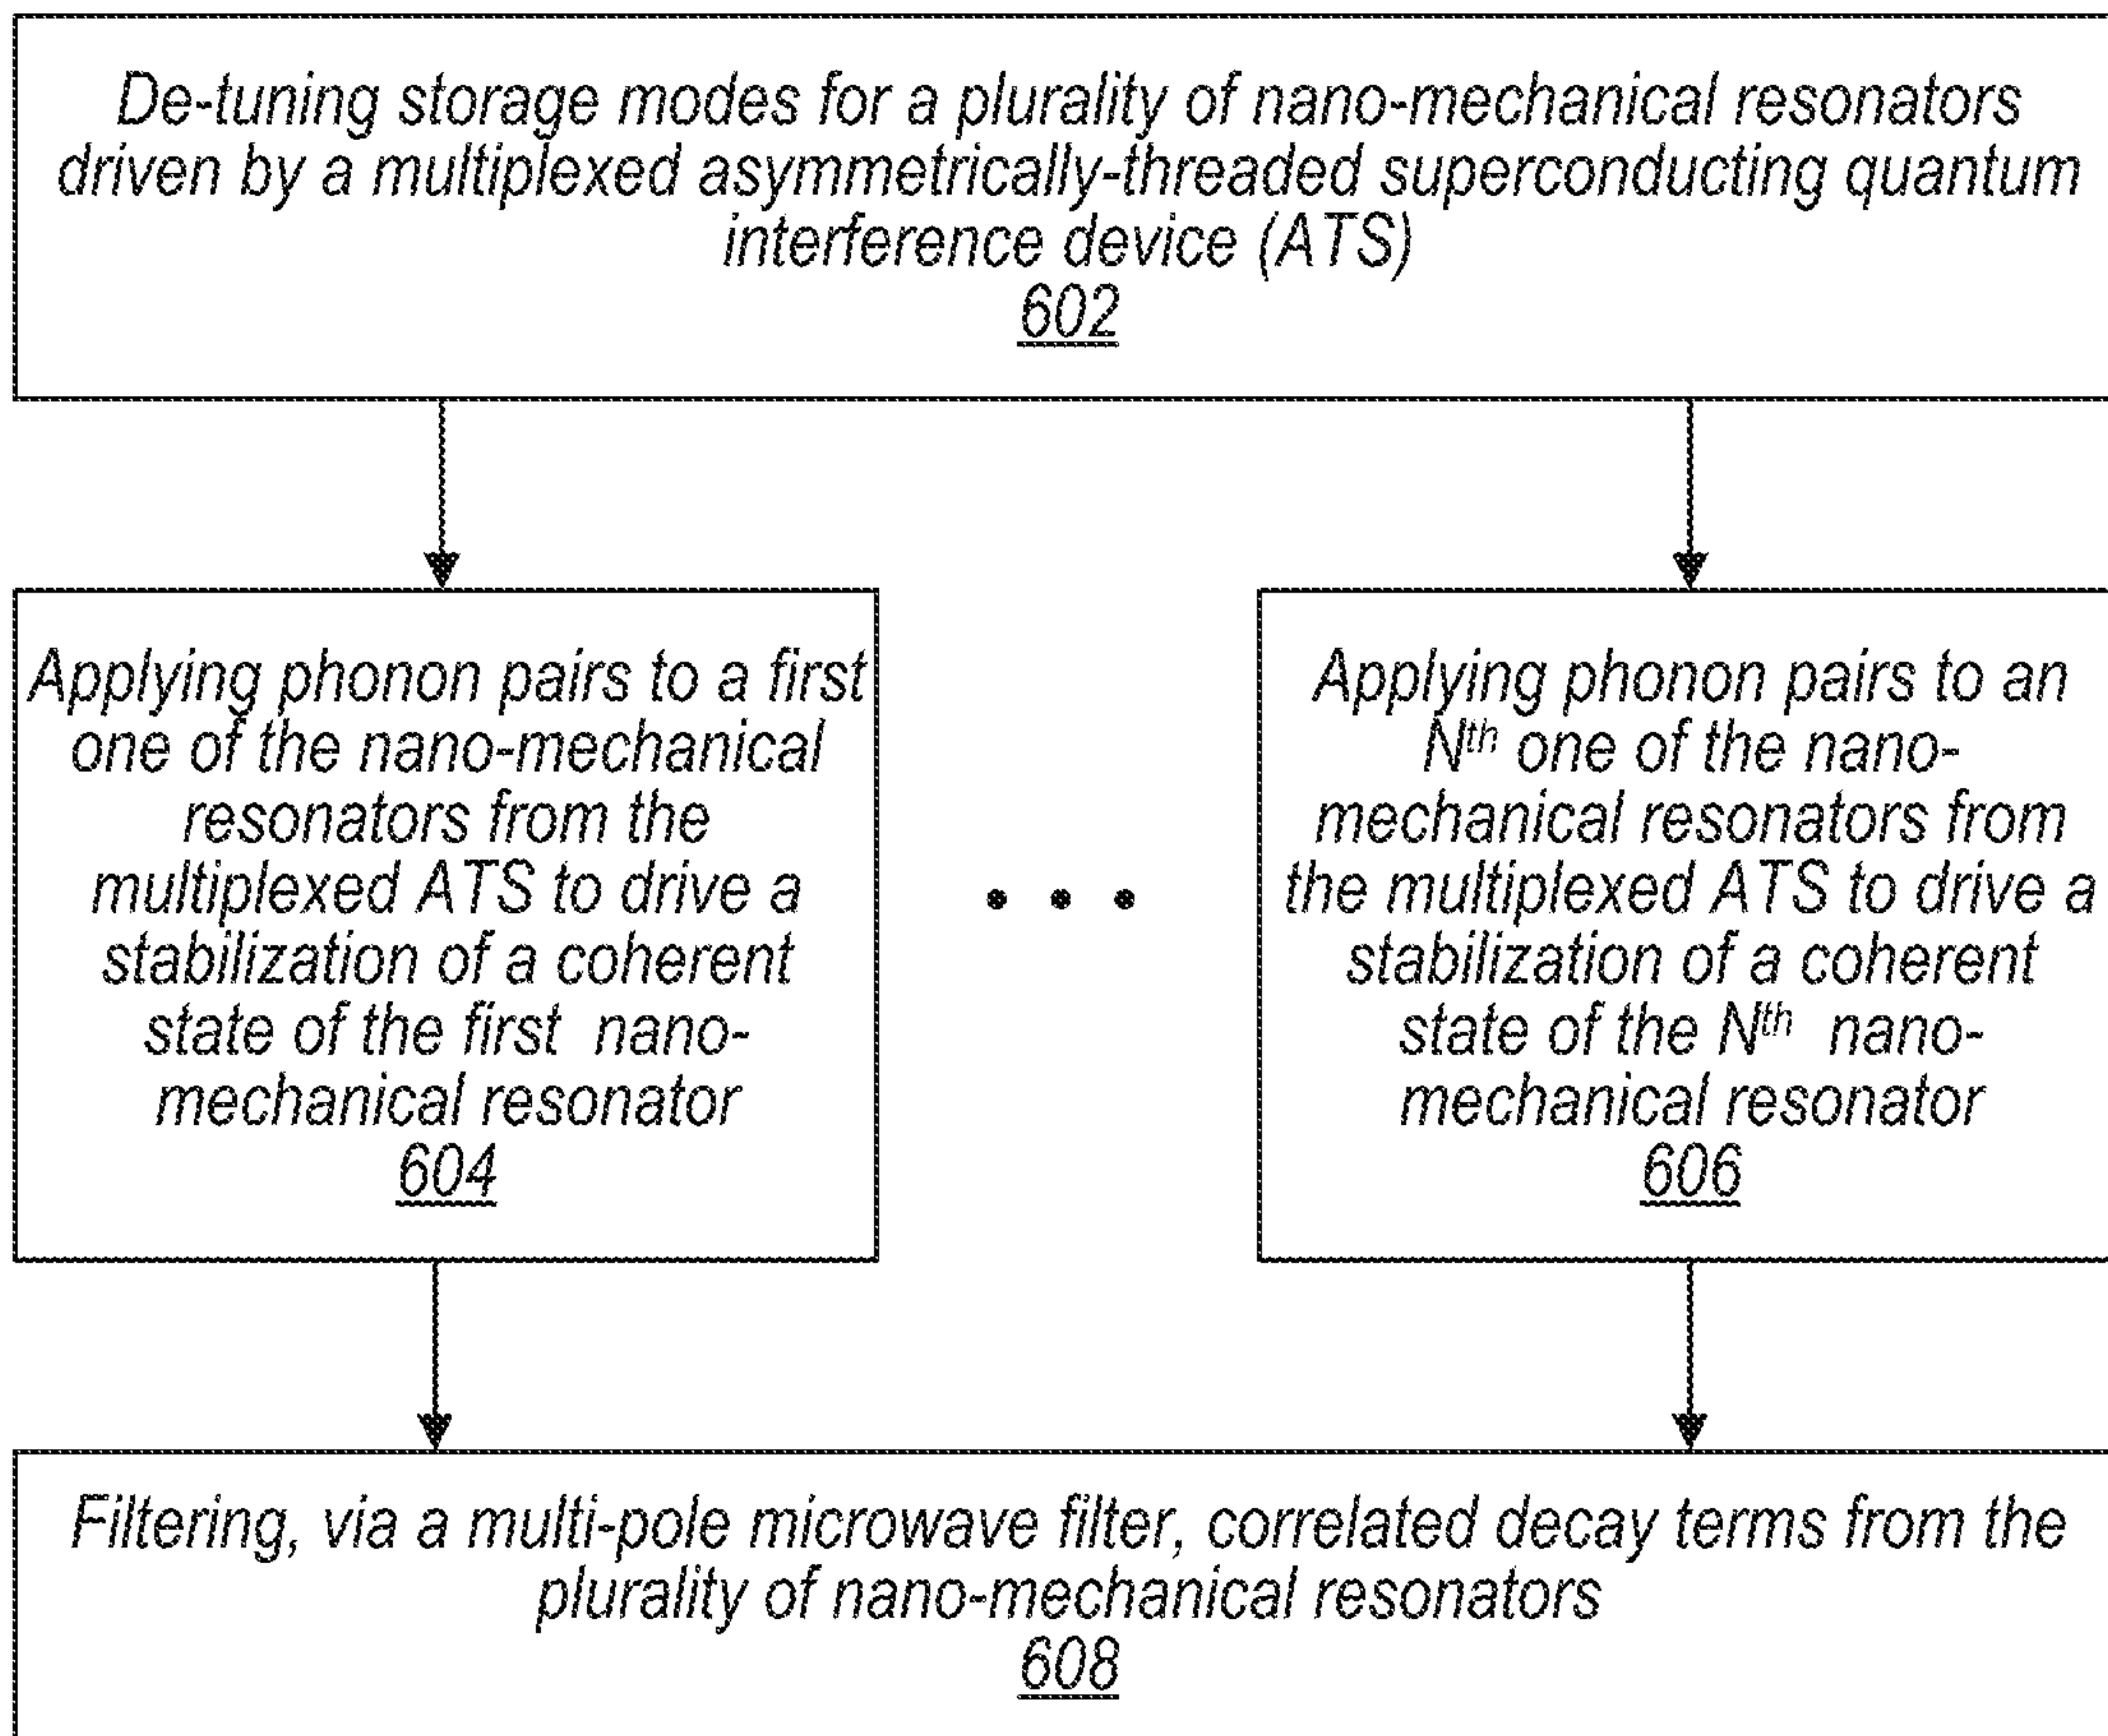 De-tuning storage modes for a plurality of nano-mechanical resonators
driven by a multiplexed asymmetrically-threaded superconducting quantum
interference device (ATS)
602
Applying phonon pairs to a first
one of the nano-mechanical
resonators from the
multiplexed ATS to drive a
stabilization of a coherent
state of the first nano-
mechanical resonator
604
• • •
Applying phonon pairs to an
Nth one of the nano-
mechanical resonators from
the multiplexed ATS to drive a
stabilization of a coherent
state of the Nth nano-
mechanical resonator
606
Filtering, via a multi-pole microwave filter, correlated decay terms from the
plurality of nano-mechanical resonators
608